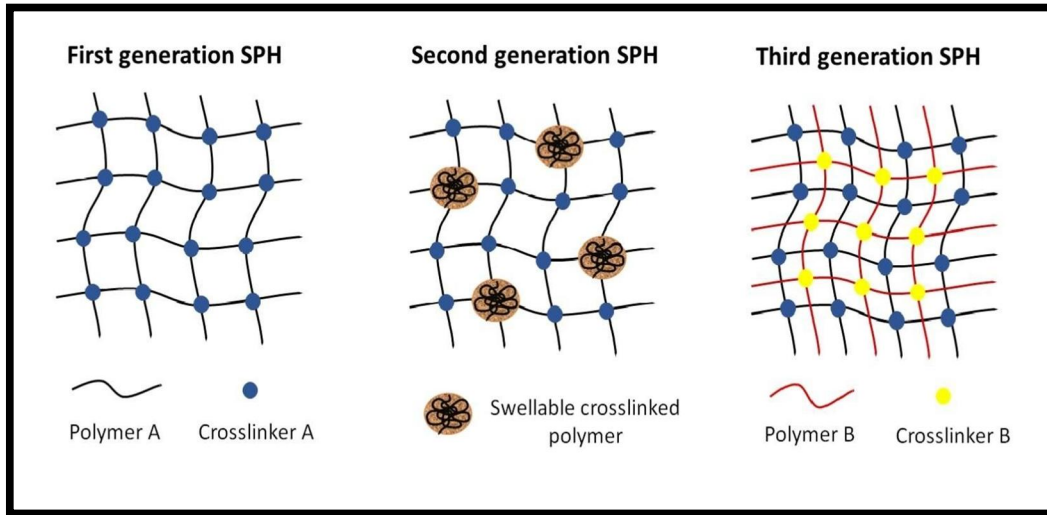 First generation SPH
Second generation SPH
Third generation SPH
Polymer A
Crosslinker A
Swellable crosslinked
polymer
Polymer B
Crosslinker B